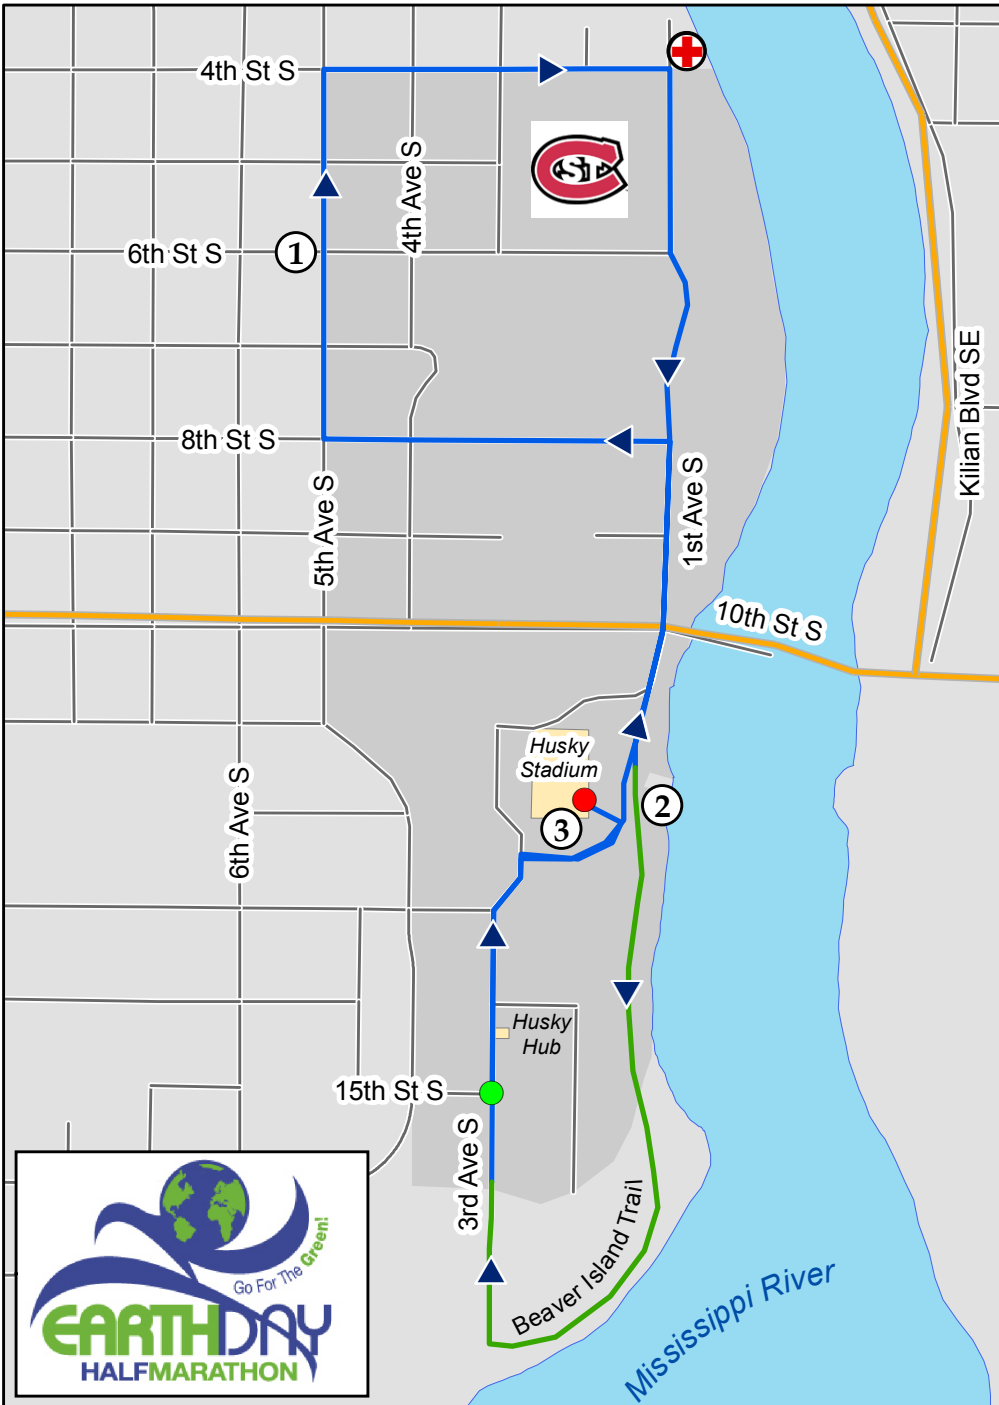 4th St S
4th Ave S
STC
6th St S
1
Kilian Blvd SE
8th St S
5th Ave S
1st Ave S
10th St S
Husky
Stadium
6th Ave S
2
3
Husky
Hub
15th St S
3rd Ave S
Beaver Island Trail
Mississippi River
Go For The Green!
EARTHDAY
HALFMARATHON